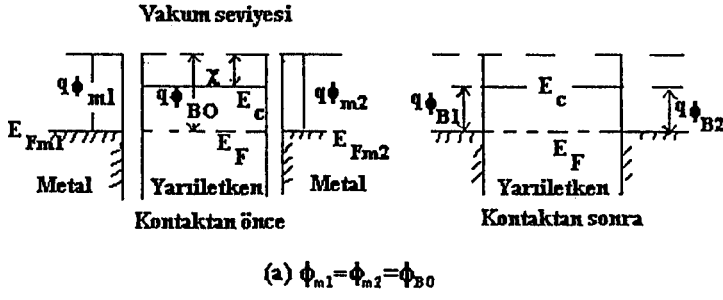 Vakum seviyesi
qϕm1
χ
qϕBO
Ec
qϕm2
EFm1
EF
EFm2
Metal
Yarıiletken
Metal
Kontaktan önce
qϕB1
Ec
qϕB2
EF
Yarıiletken
Kontaktan sonra
(a) ϕm1=ϕm2=ϕB0